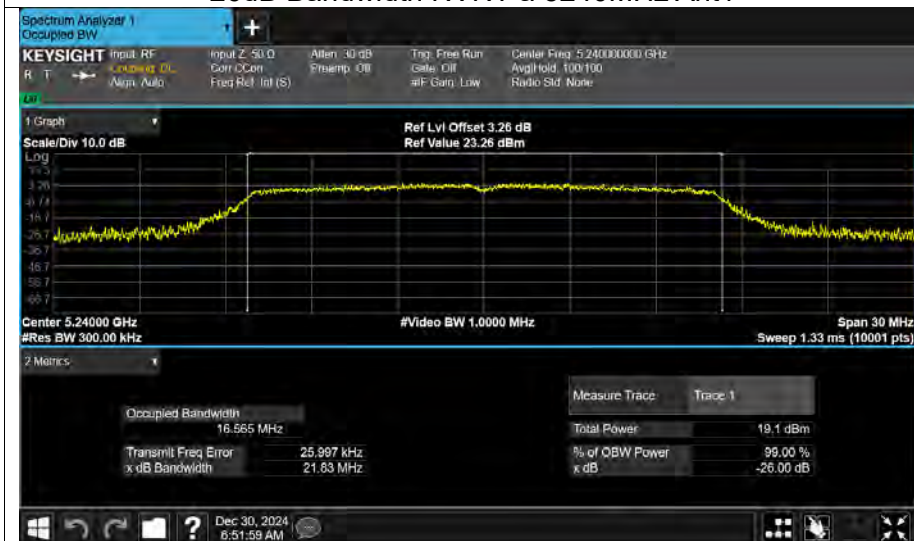 Spectrum Analyzer 1
Occupied BW
+
KEYSIGHT Input: RF Input Z: 50 Ω Atten: 30 dB Trig: Free Run Center Freq: 5.240000000 GHz
R T Coupling: DC Corr CCorr Preamp: Off Gate: Off Avg|Hold: 100/100
Align: Auto Freq Ref: Int (S) #IF Gain: Low Radio Std: None
1 Graph
Ref Lvl Offset 3.26 dB
Scale/Div 10.0 dB Ref Value 23.26 dBm
Log
3.26
-16.7
-26.7
-36.7
-46.7
-56.7
-66.7
Center 5.24000 GHz #Video BW 1.0000 MHz Span 30 MHz
#Res BW 300.00 kHz Sweep 1.33 ms (10001 pts)
2 Metrics
Measure Trace Trace 1
Occupied Bandwidth
16.565 MHz Total Power 19.1 dBm
Transmit Freq Error 25.997 kHz % of OBW Power 99.00 %
x dB Bandwidth 21.83 MHz x dB -26.00 dB
?
Dec 30, 2024
6:51:59 AM